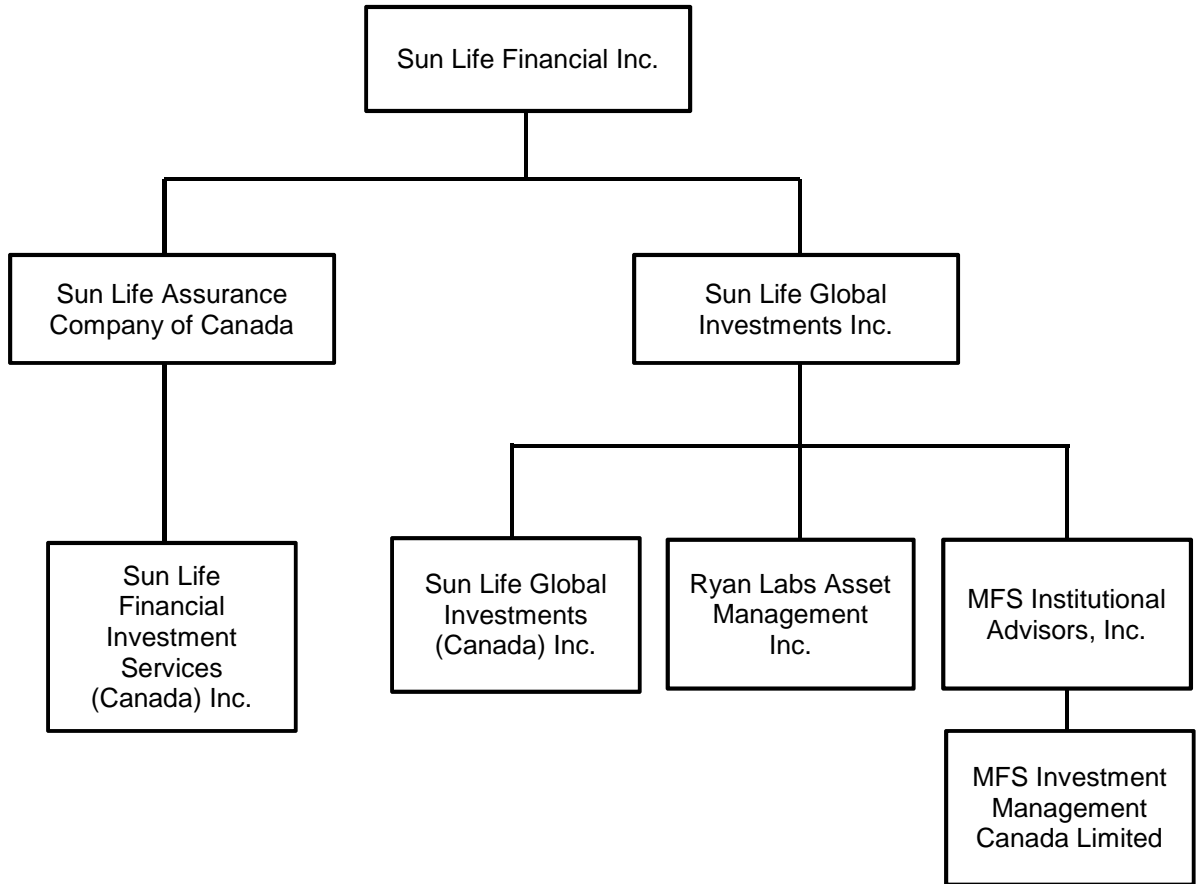 Sun Life Financial Inc.
Sun Life Assurance
Company of Canada
Sun Life Global
Investments Inc.
Sun Life
Financial
Investment
Services
(Canada) Inc.
Sun Life Global
Investments
(Canada) Inc.
Ryan Labs Asset
Management
Inc.
MFS Institutional
Advisors, Inc.
MFS Investment
Management
Canada Limited